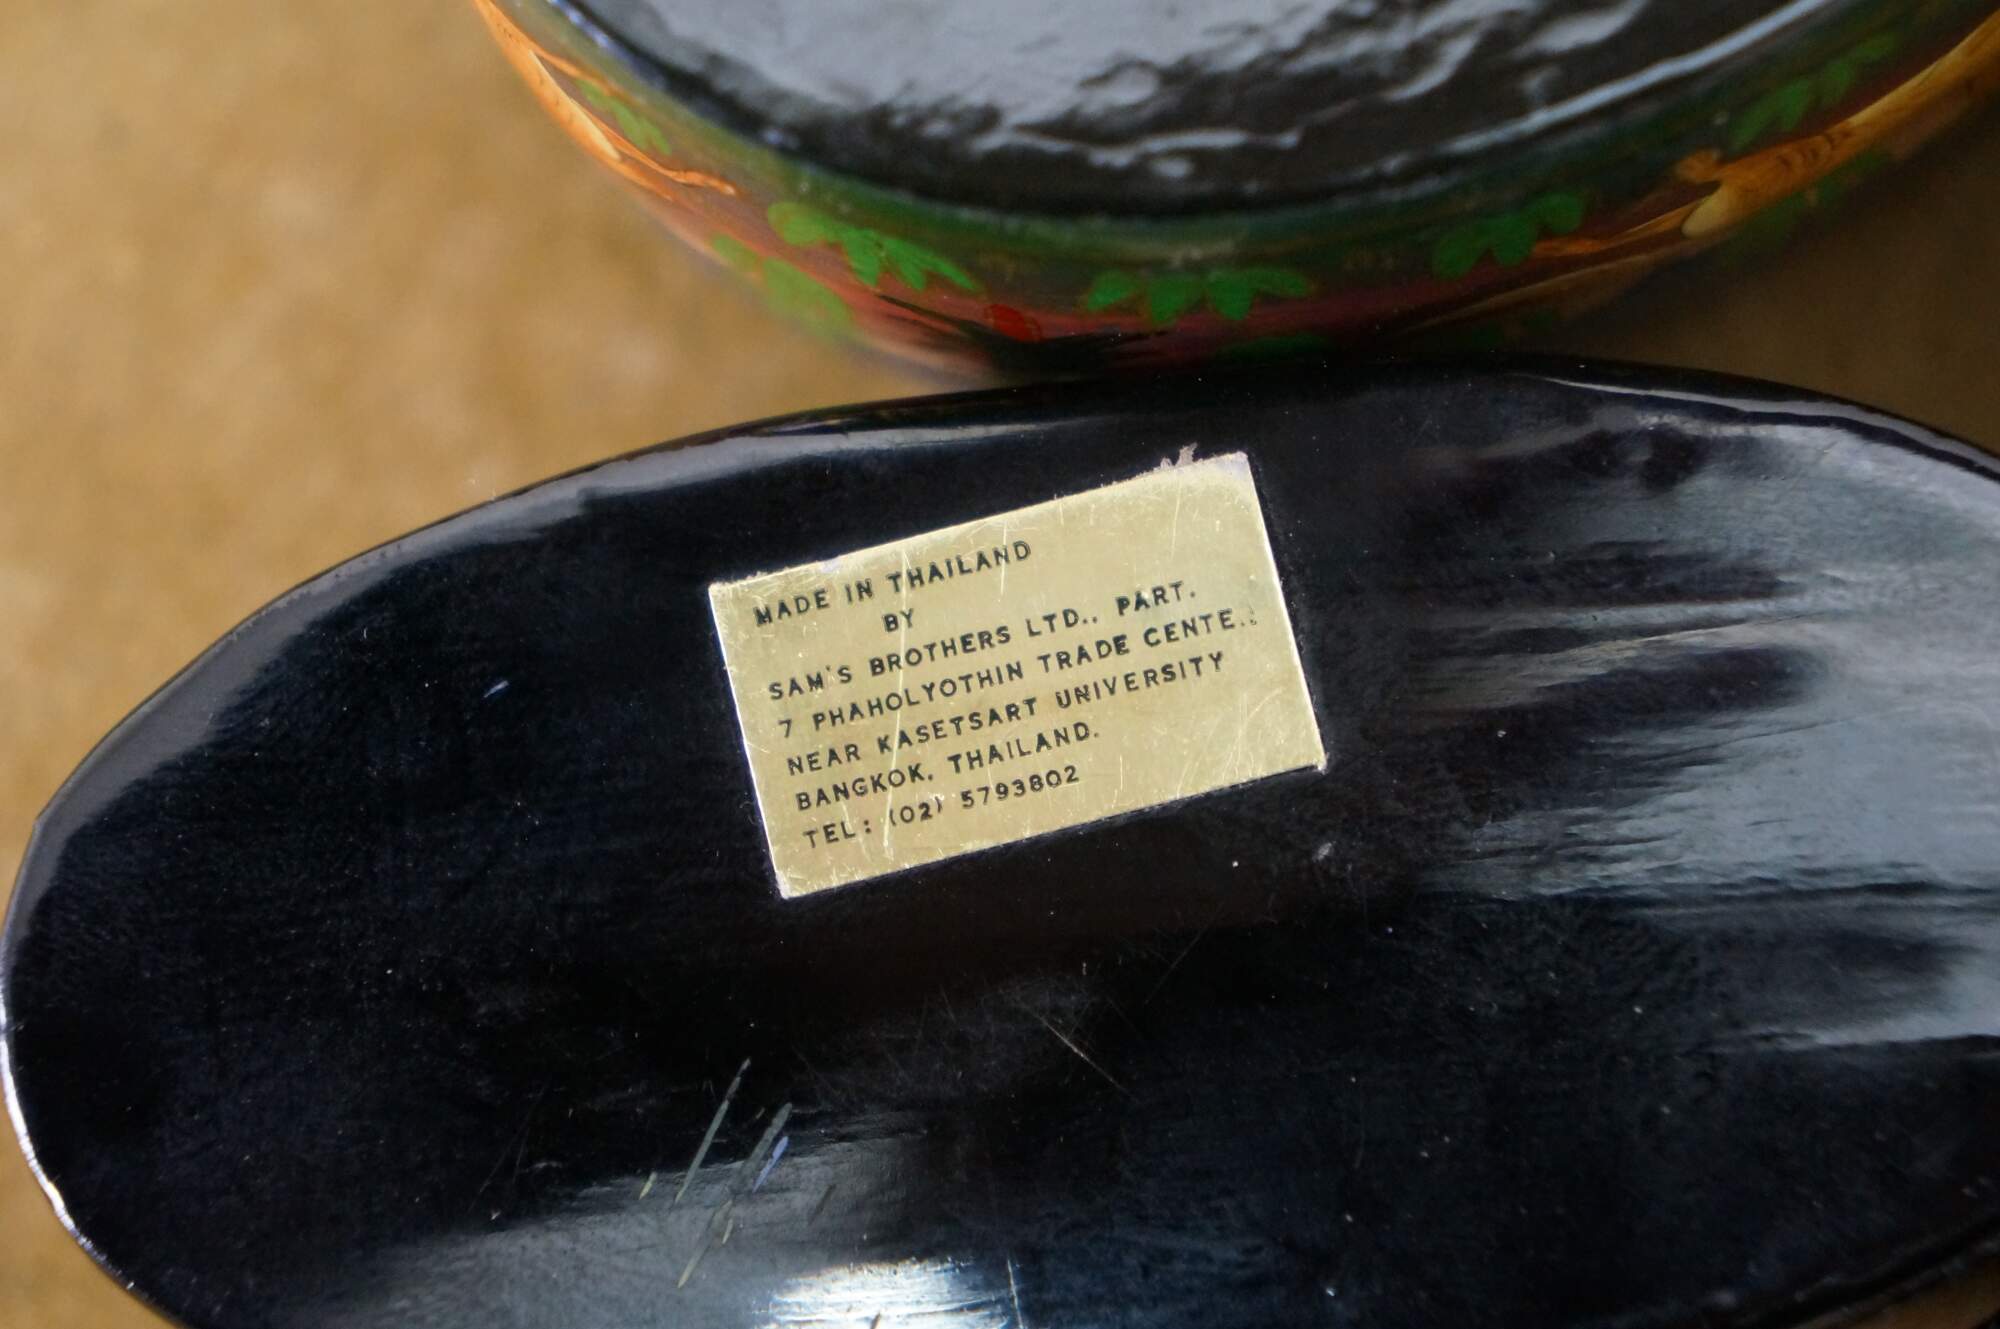 MADE IN THAILAND
BY
SAM'S BROTHERS LTD., PART.
7 PHAHOLYOTHIN TRADE CENTE.,
NEAR KASETSART UNIVERSITY
BANGKOK. THAILAND.
TEL: (02) 5793802